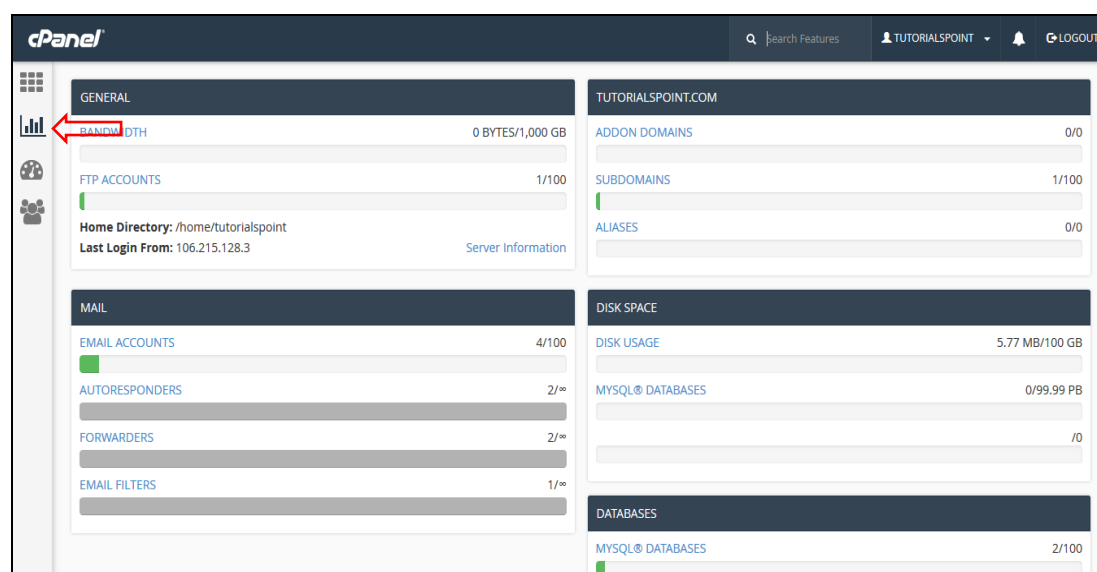 cPanel
Search Features
TUTORIALSPOINT
LOGOUT
GENERAL
BANDWIDTH 0 BYTES/1,000 GB
FTP ACCOUNTS 1/100
Home Directory: /home/tutorialspoint
Last Login From: 106.215.128.3 Server Information
TUTORIALSPOINT.COM
ADDON DOMAINS 0/0
SUBDOMAINS 1/100
ALIASES 0/0
MAIL
EMAIL ACCOUNTS 4/100
AUTORESPONDERS 2/∞
FORWARDERS 2/∞
EMAIL FILTERS 1/∞
DISK SPACE
DISK USAGE 5.77 MB/100 GB
MYSQL® DATABASES 0/99.99 PB
/0
DATABASES
MYSQL® DATABASES 2/100